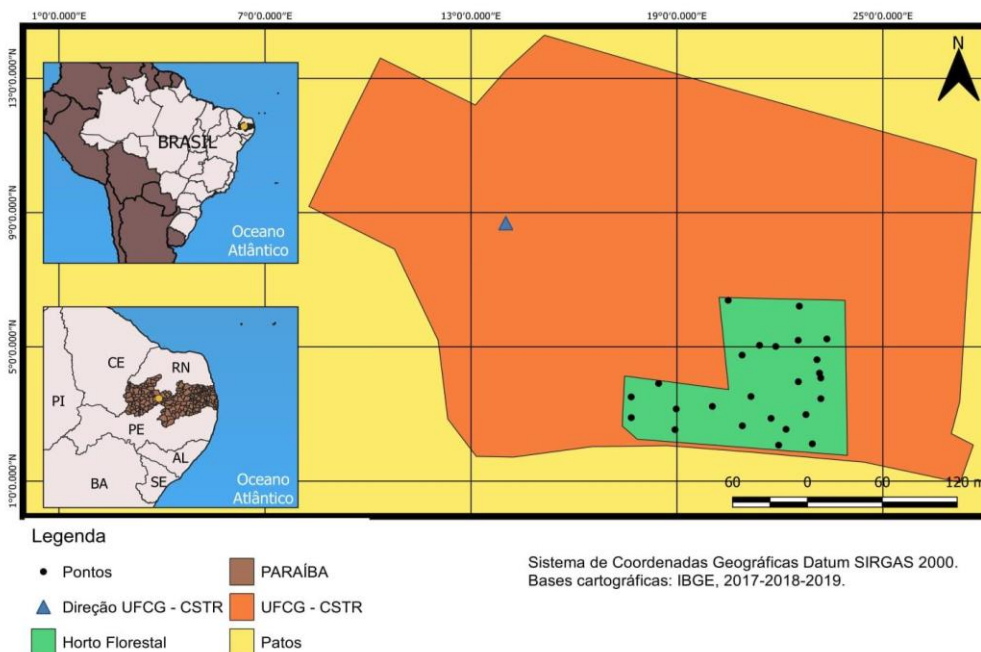 1°0'0.000"E 7°0'0.000"E 13°0'0.000"E 19°0'0.000"E 25°0'0.000"E
13°0'0.000"N
9°0'0.000"N
5°0'0.000"N
1°0'0.000"N
N
BRASIL
Oceano
Atlântico
CE
RN
PI
PE
AL
SE
BA
Oceano
Atlântico
60 0 60 120 m
Legenda
Pontos
PARAÍBA
Direção UFCG - CSTR
UFCG - CSTR
Horto Florestal
Patos
Sistema de Coordenadas Geográficas Datum SIRGAS 2000.
Bases cartográficas: IBGE, 2017-2018-2019.